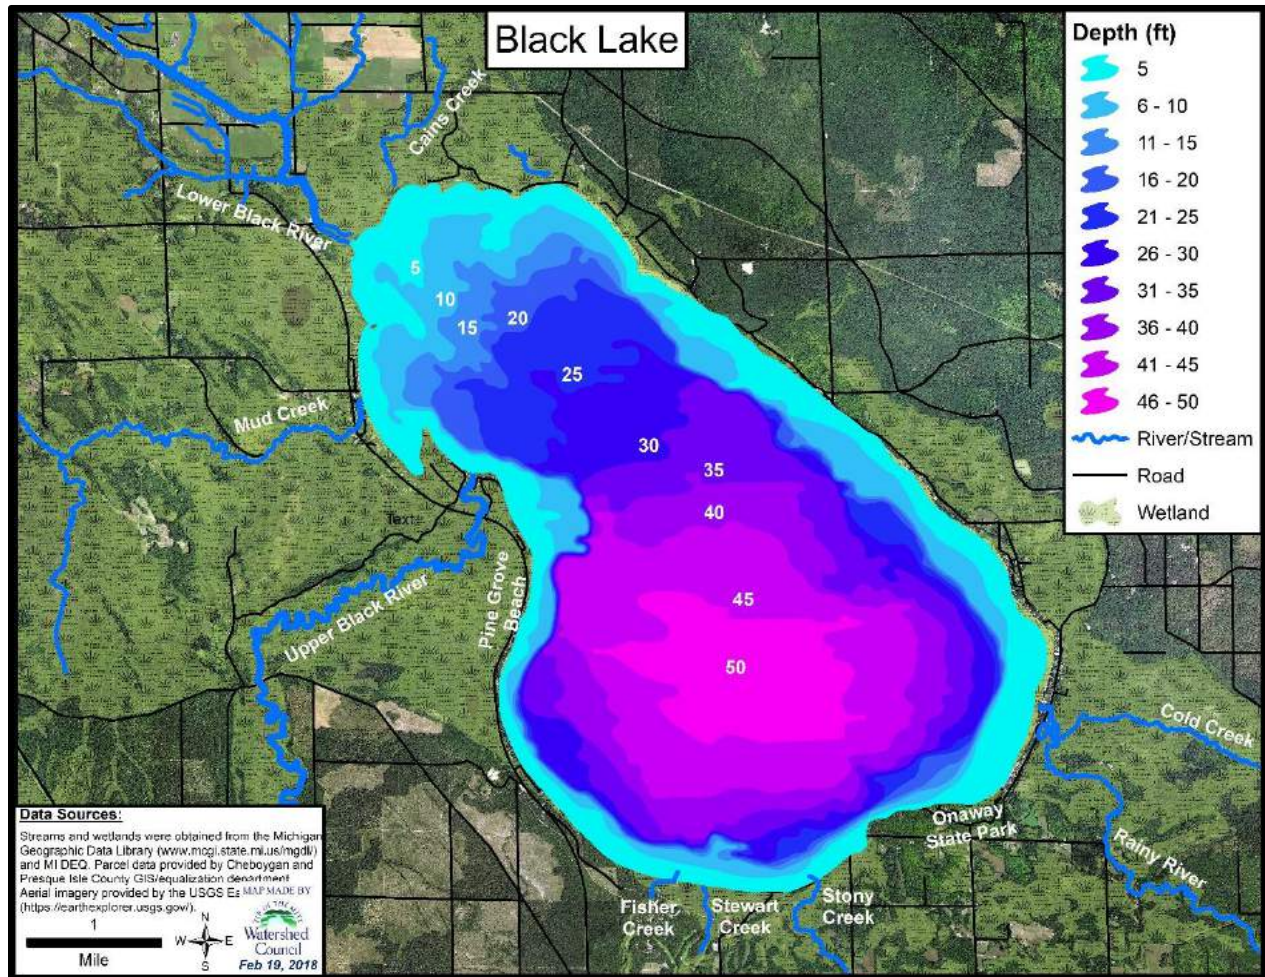 Black Lake
Depth (ft)
5
6 - 10
11 - 15
16 - 20
21 - 25
26 - 30
31 - 35
36 - 40
41 - 45
46 - 50
River/Stream
Road
Wetland
Cains Creek
Lower Black River
5
10
15
20
25
30
35
40
45
50
Mud Creek
Text
Upper Black River
Pine Grove
Beach
Cold Creek
Rainy River
Onaway
State Park
Fisher
Creek
Stewart
Creek
Stony
Creek
Data Sources:
Streams and wetlands were obtained from the Michigan
Geographic Data Library (www.mcgi.state.mi.us/mgdl/)
and MI DEQ. Parcel data provided by Cheboygan and
Presque Isle County GIS/equalization department
Aerial imagery provided by the USGS Ea
(https://earthexplorer.usgs.gov/).
1
Mile
N
W E
S
MAP MADE BY
Watershed
Council
Feb 19, 2018